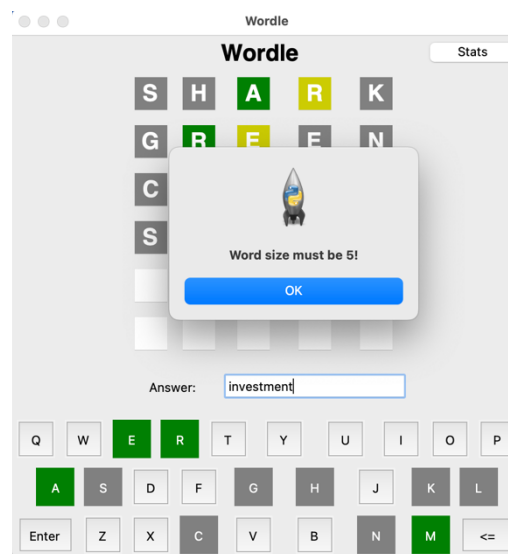 Wordle
Wordle
Stats
S H A R K
G R E E N
C
S
Word size must be 5!
OK
Answer: investment
Q W E R T Y U I O P
A S D F G H J K L
Enter Z X C V B N M <=